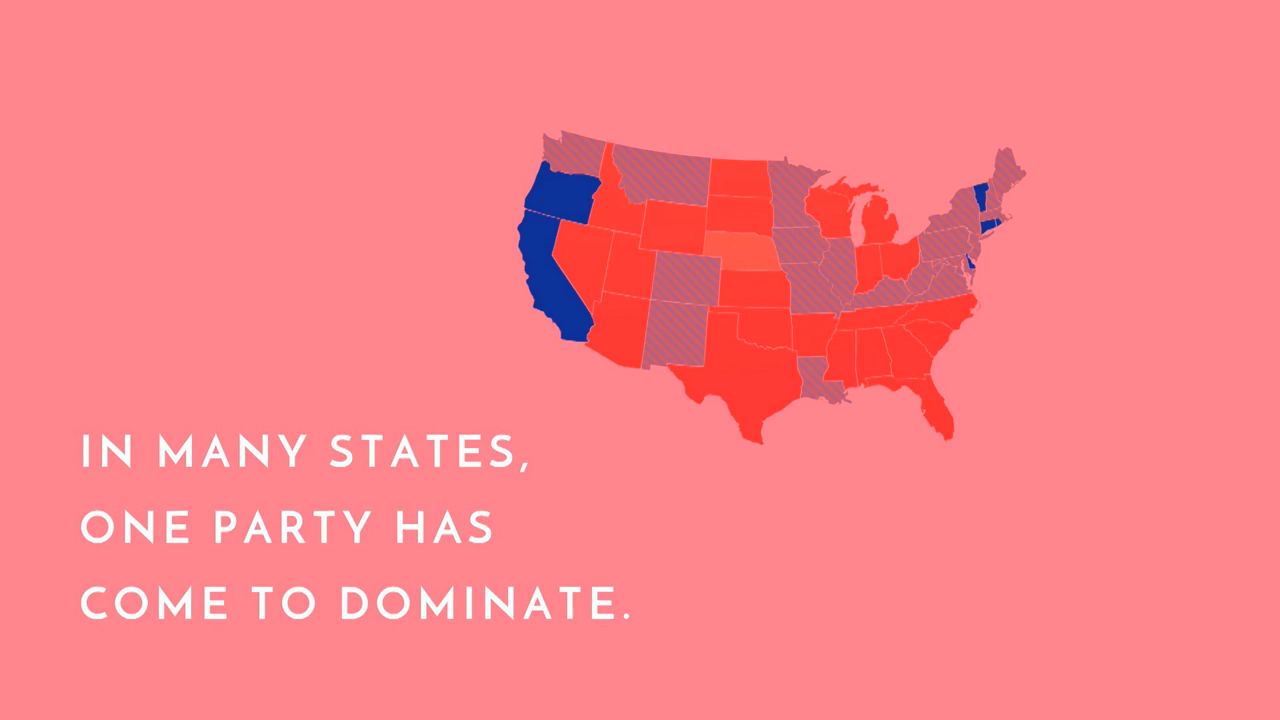 IN MANY STATES,
ONE PARTY HAS
COME TO DOMINATE.